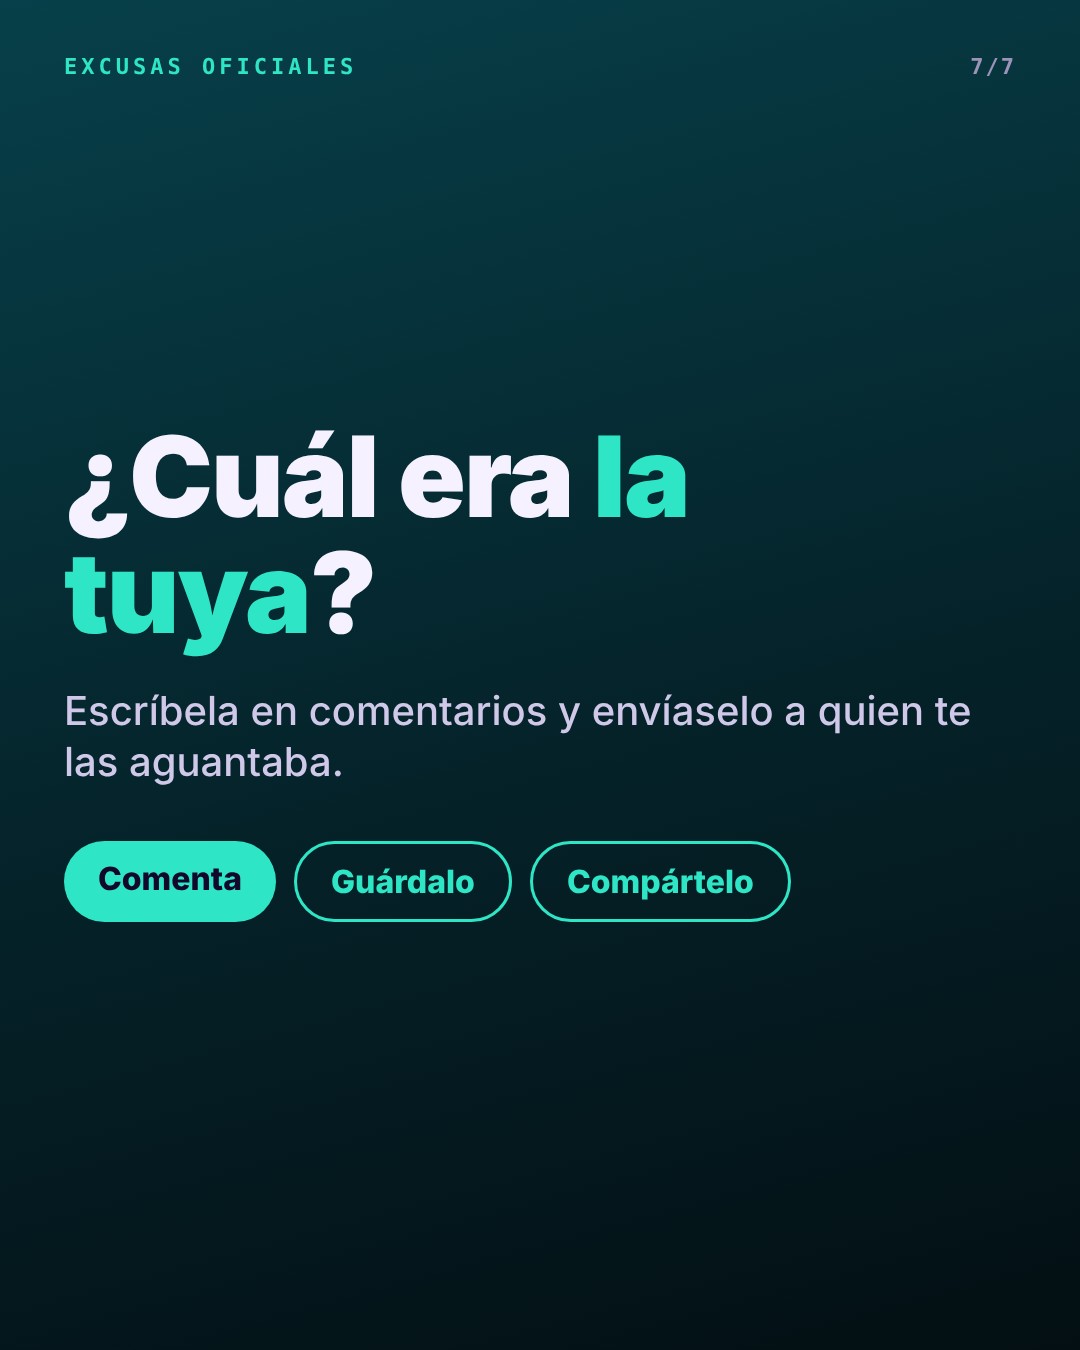 EXCUSAS OFICIALES
7/7
¿Cuál era la
tuya?
Escríbela en comentarios y envíaselo a quien te
las aguantaba.
Comenta
Guárdalo
Compártelo